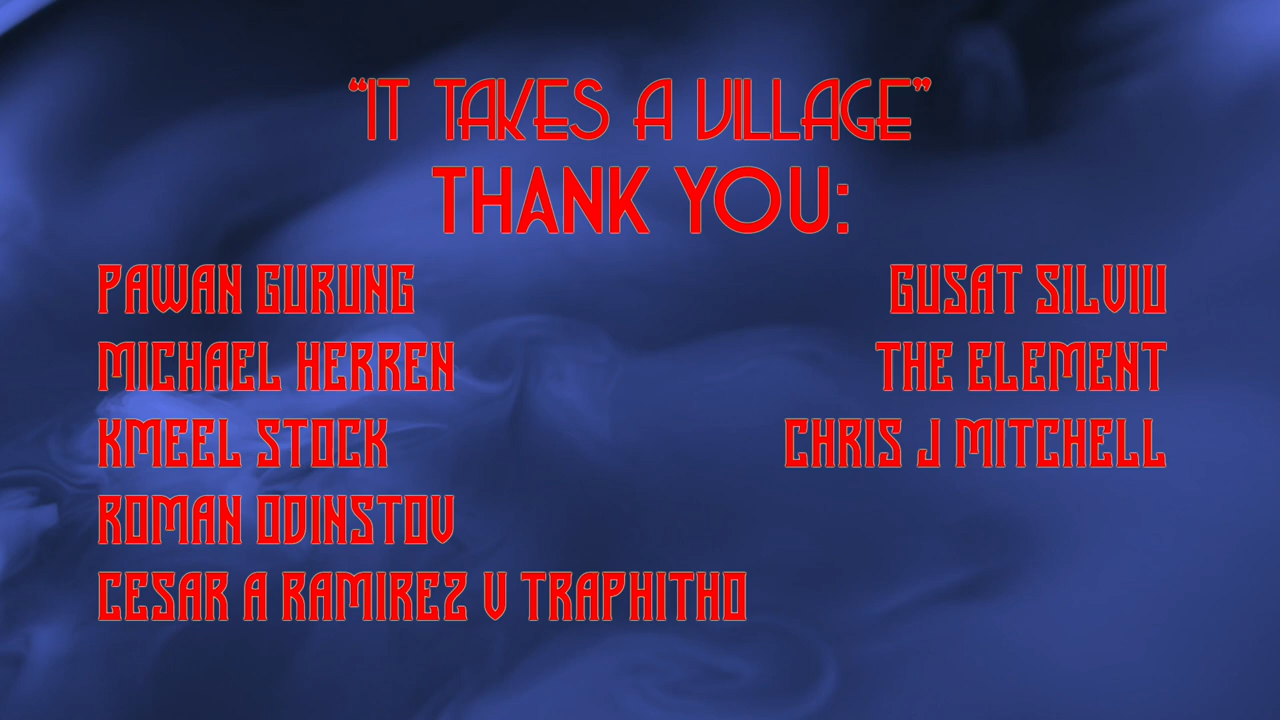 “IT TAKES A VILLAGE”
THANK YOU:
PAWAN GURUNG
MICHAEL HERREN
KMEEL STOCK
ROMAN ODINSTOV
CESAR A RAMIREZ V TRAPHITHO
GUSAT SILVIU
THE ELEMENT
CHRIS J MITCHELL